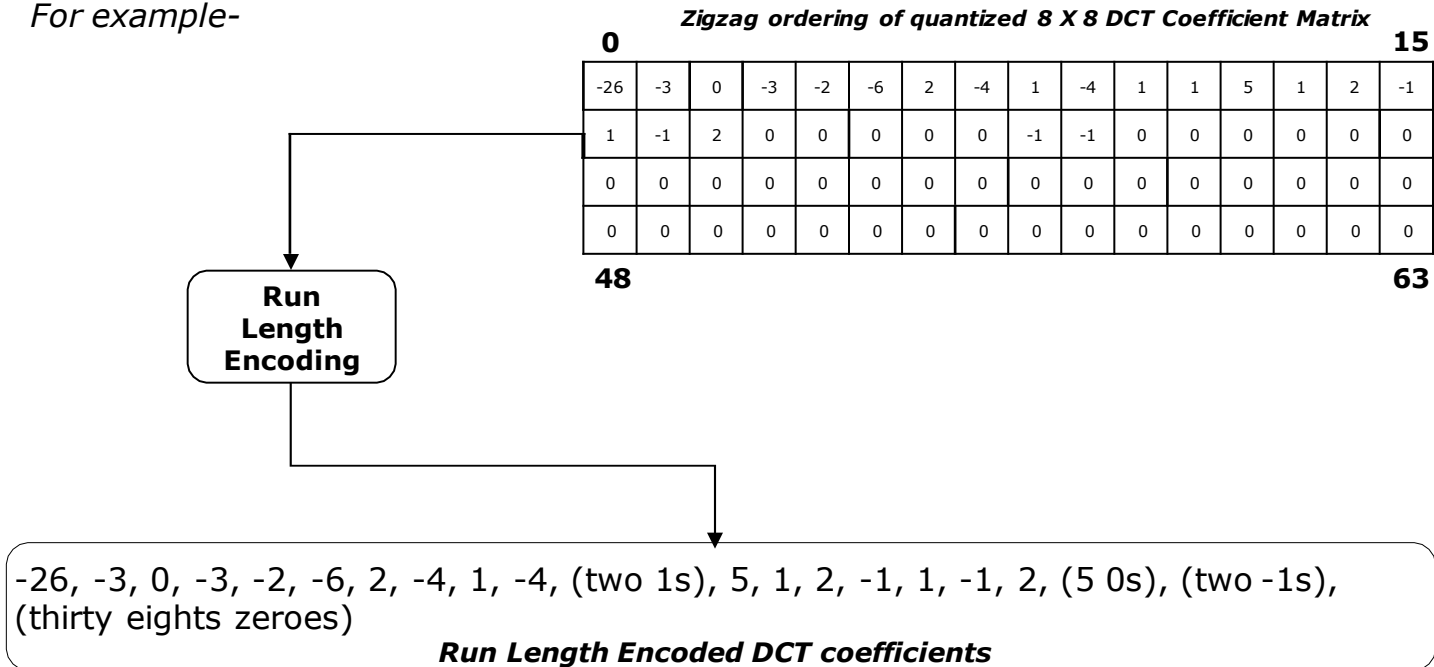 For example-
Zigzag ordering of quantized 8 X 8 DCT Coefficient Matrix
0 15
-26 -3 0 -3 -2 -6 2 -4 1 -4 1 1 5 1 2 -1
1 -1 2 0 0 0 0 0 -1 -1 0 0 0 0 0 0
0 0 0 0 0 0 0 0 0 0 0 0 0 0 0 0
0 0 0 0 0 0 0 0 0 0 0 0 0 0 0 0
48 63
Run
Length
Encoding
-26, -3, 0, -3, -2, -6, 2, -4, 1, -4, (two 1s), 5, 1, 2, -1, 1, -1, 2, (5 0s), (two -1s),
(thirty eights zeroes)
Run Length Encoded DCT coefficients